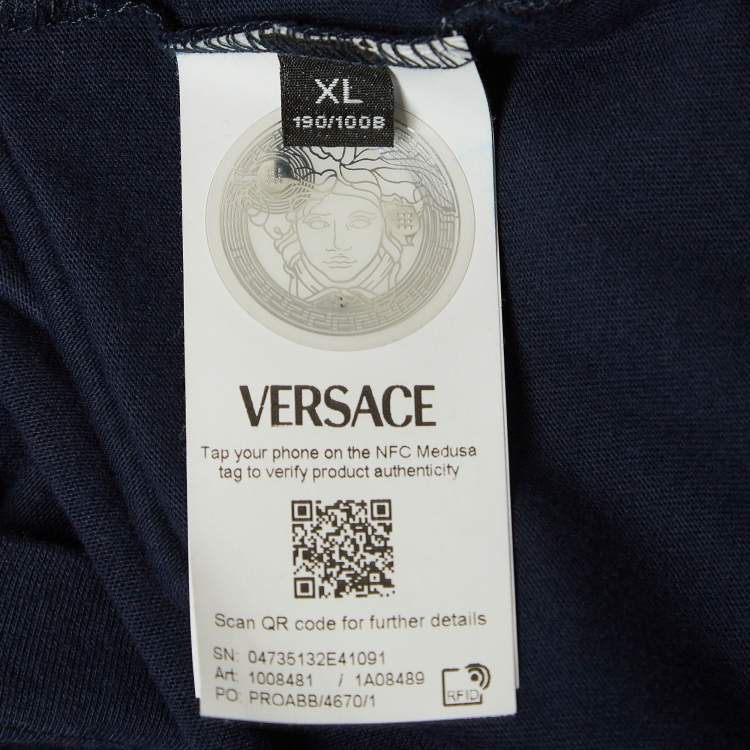 XL
190/100B
VERSACE
Tap your phone on the NFC Medusa
tag to verify product authenticity
Scan QR code for further details
SN: 04735132E41091
Art: 1008481 / 1A08489
PO: PROABB/4670/1
RFID